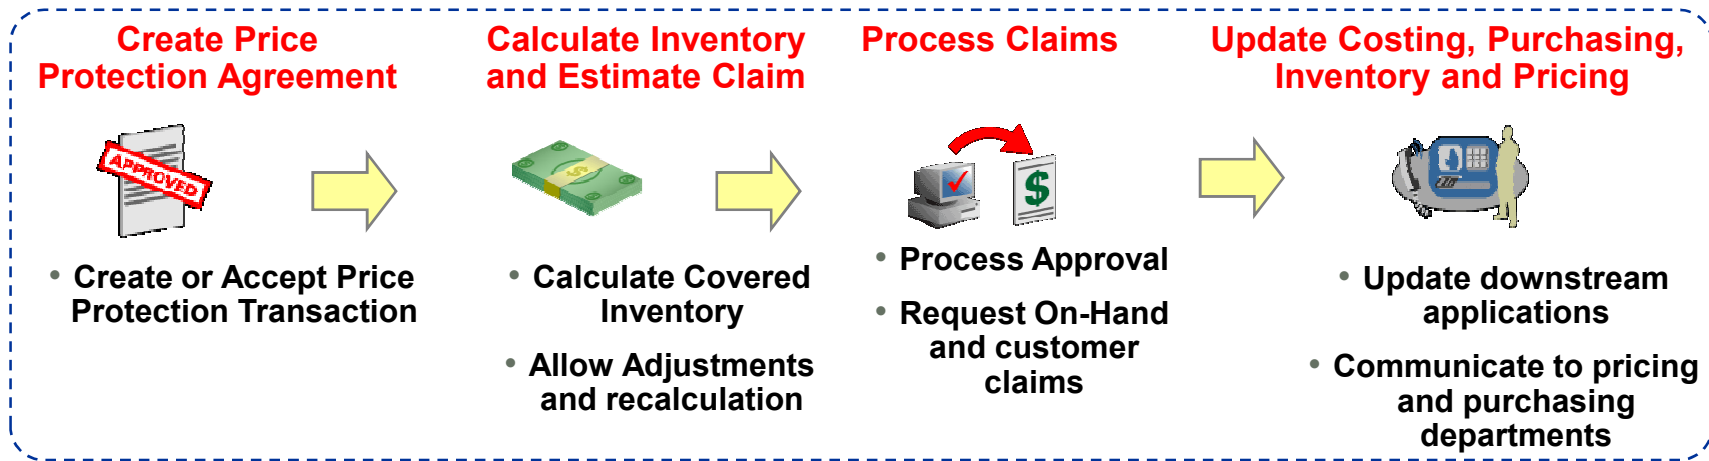 Create Price
Protection Agreement
APPROVED
• Create or Accept Price
Protection Transaction
Calculate Inventory
and Estimate Claim
$
• Calculate Covered
Inventory
• Allow Adjustments
and recalculation
Process Claims
$
• Process Approval
• Request On-Hand
and customer
claims
Update Costing, Purchasing,
Inventory and Pricing
• Update downstream
applications
• Communicate to pricing
and purchasing
departments